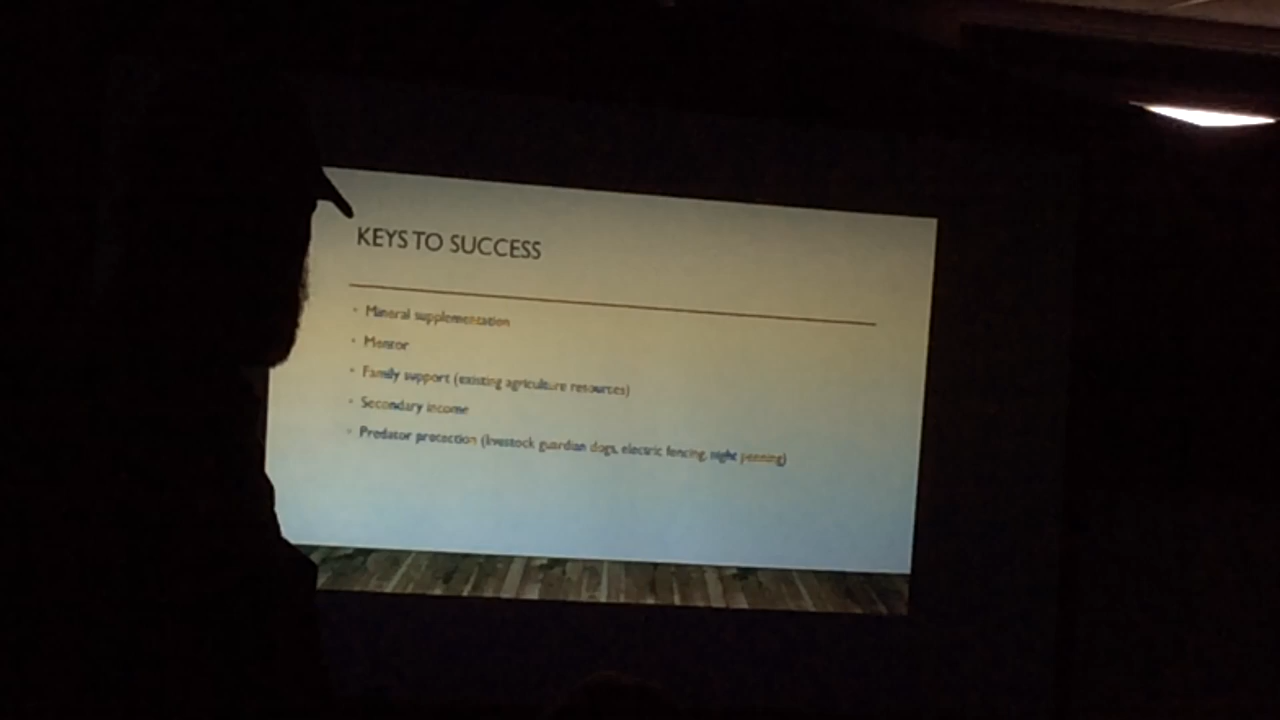 KEYS TO SUCCESS
• Mineral supplementation
• Mentor
• Family support (existing agriculture resources)
• Secondary income
• Predator protection (livestock guardian dogs, electric fencing, night penning)